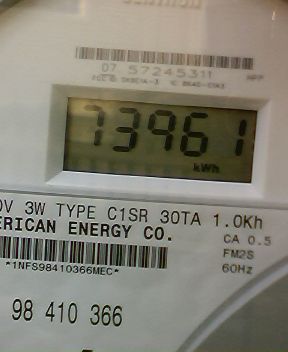 07 57245311
73961
kWh
0V 3W TYPE C1SR 30TA 1.0Kh
ERICAN ENERGY CO.
CA 0.5
FM2S
60Hz
*1NFS98410366MEC*
98 410 366